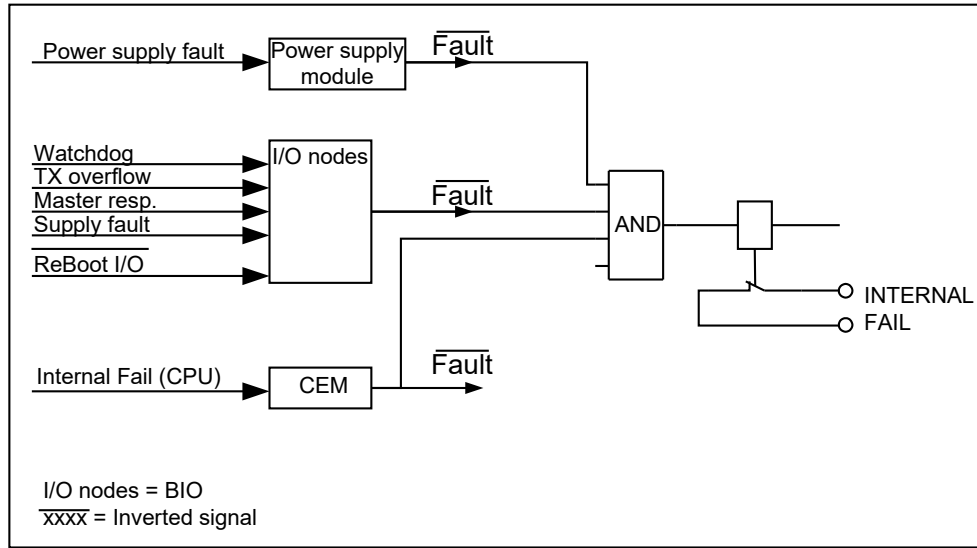 Power supply fault
Power supply
module
Fault
Watchdog
TX overflow
Master resp.
Supply fault
ReBoot I/O
I/O nodes
Fault
AND
INTERNAL
FAIL
Internal Fail (CPU)
CEM
Fault
I/O nodes = BIO
xxxx = Inverted signal